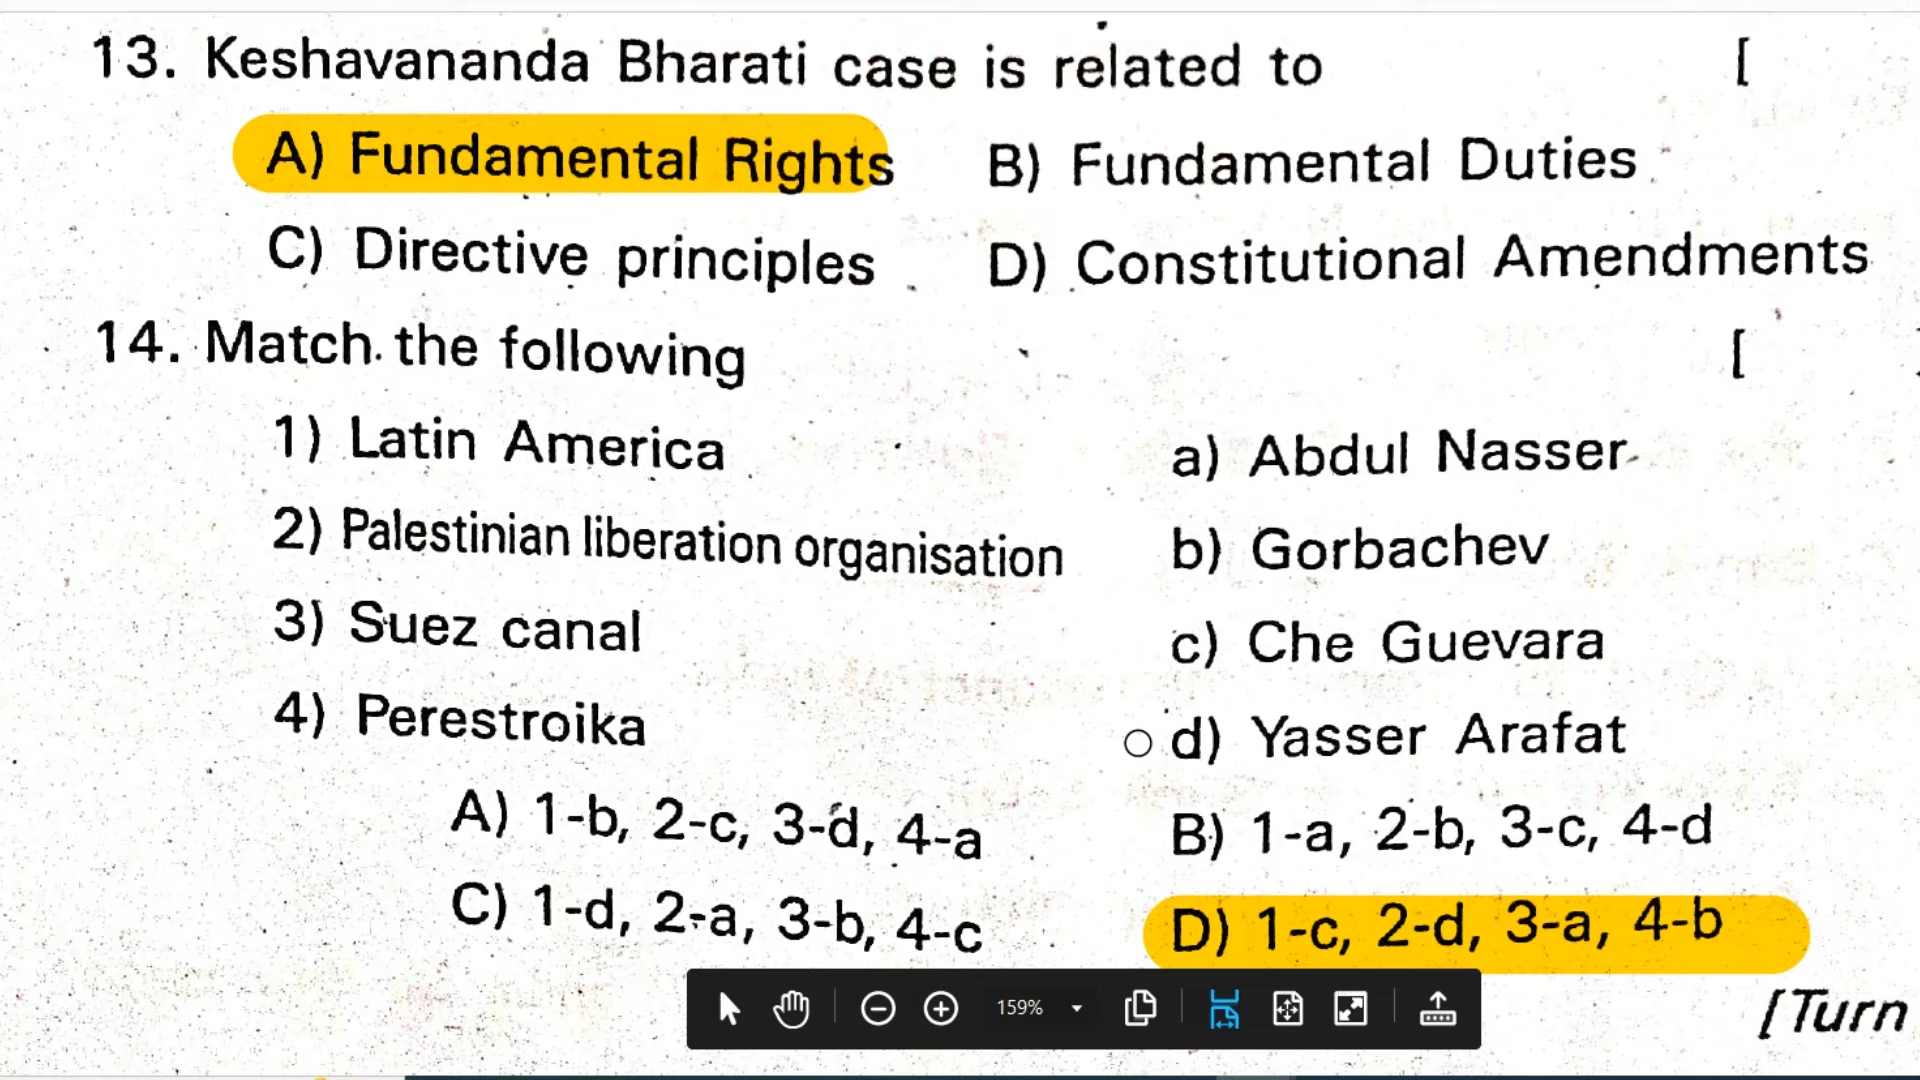 13. Keshavananda Bharati case is related to [
A) Fundamental Rights B) Fundamental Duties
C) Directive principles D) Constitutional Amendments
14. Match the following [
1) Latin America a) Abdul Nasser
2) Palestinian liberation organisation b) Gorbachev
3) Suez canal c) Che Guevara
4) Perestroika d) Yasser Arafat
A) 1-b, 2-c, 3-d, 4-a B) 1-a, 2-b, 3-c, 4-d
C) 1-d, 2-a, 3-b, 4-c D) 1-c, 2-d, 3-a, 4-b
159%
[Turn